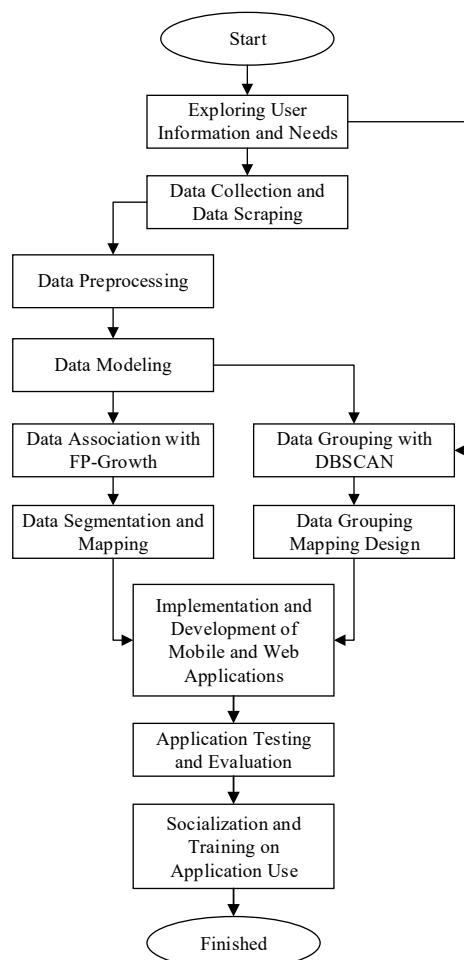 Start
Exploring User
Information and Needs
Data Collection and
Data Scraping
Data Preprocessing
Data Modeling
Data Association with
FP-Growth
Data Grouping with
DBSCAN
Data Segmentation and
Mapping
Data Grouping
Mapping Design
Implementation and
Development of
Mobile and Web
Applications
Application Testing
and Evaluation
Socialization and
Training on
Application Use
Finished